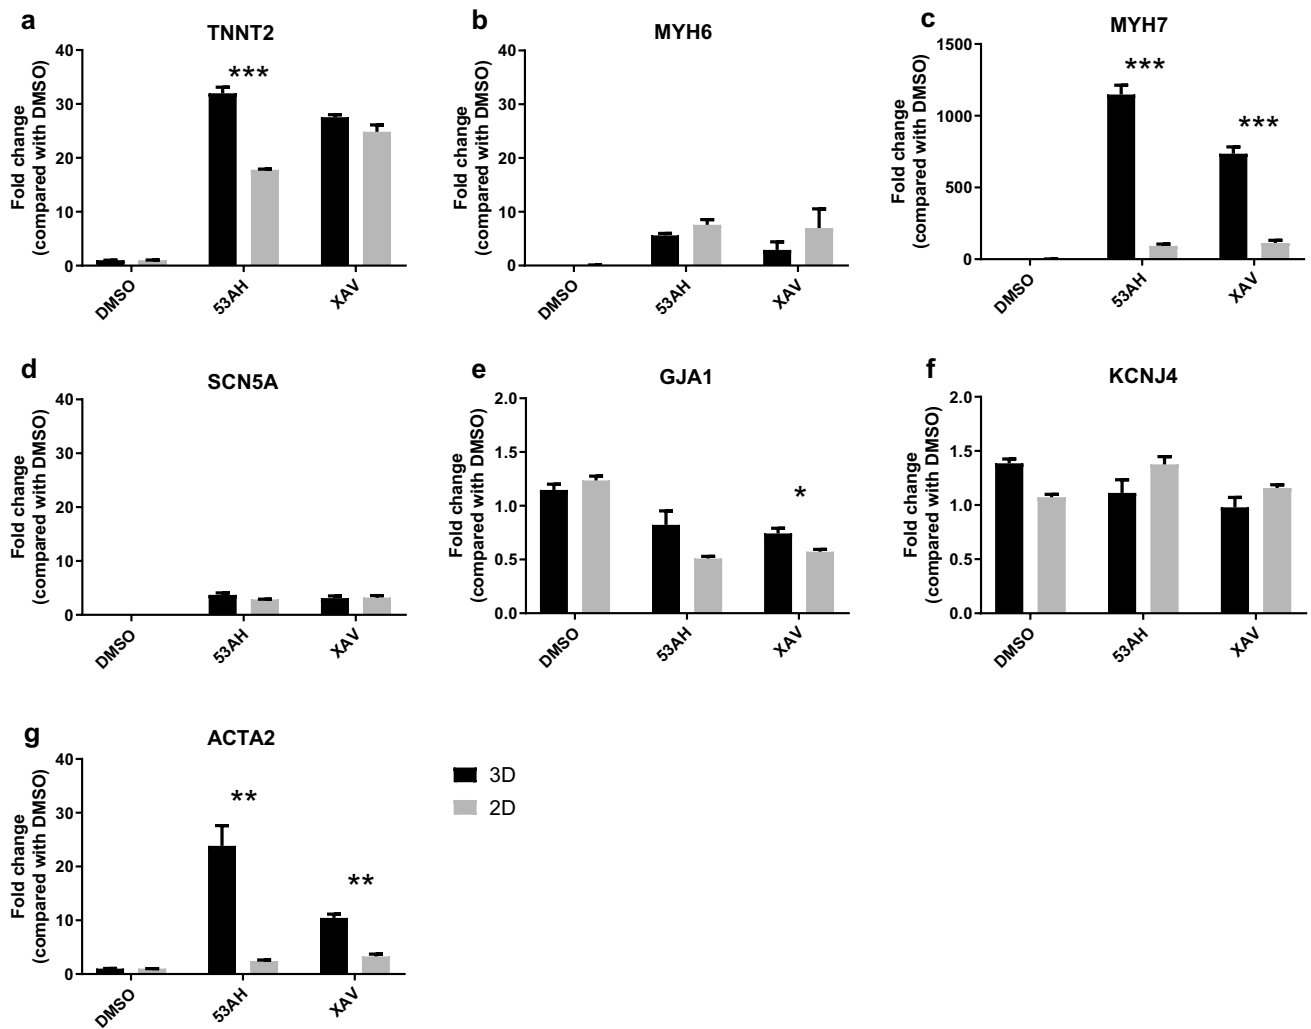 a
TNNT2
Fold change
(compared with DMSO)
40
30
20
10
0
***
DMSO
53AH
XAV
b
MYH6
Fold change
(compared with DMSO)
40
30
20
10
0
DMSO
53AH
XAV
c
MYH7
Fold change
(compared with DMSO)
1500
1000
500
0
***
***
DMSO
53AH
XAV
d
SCN5A
Fold change
(compared with DMSO)
40
30
20
10
0
DMSO
53AH
XAV
e
GJA1
Fold change
(compared with DMSO)
2.0
1.5
1.0
0.5
0.0
*
DMSO
53AH
XAV
f
KCNJ4
Fold change
(compared with DMSO)
2.0
1.5
1.0
0.5
0.0
DMSO
53AH
XAV
g
ACTA2
Fold change
(compared with DMSO)
40
30
20
10
0
**
**
DMSO
53AH
XAV
3D
2D